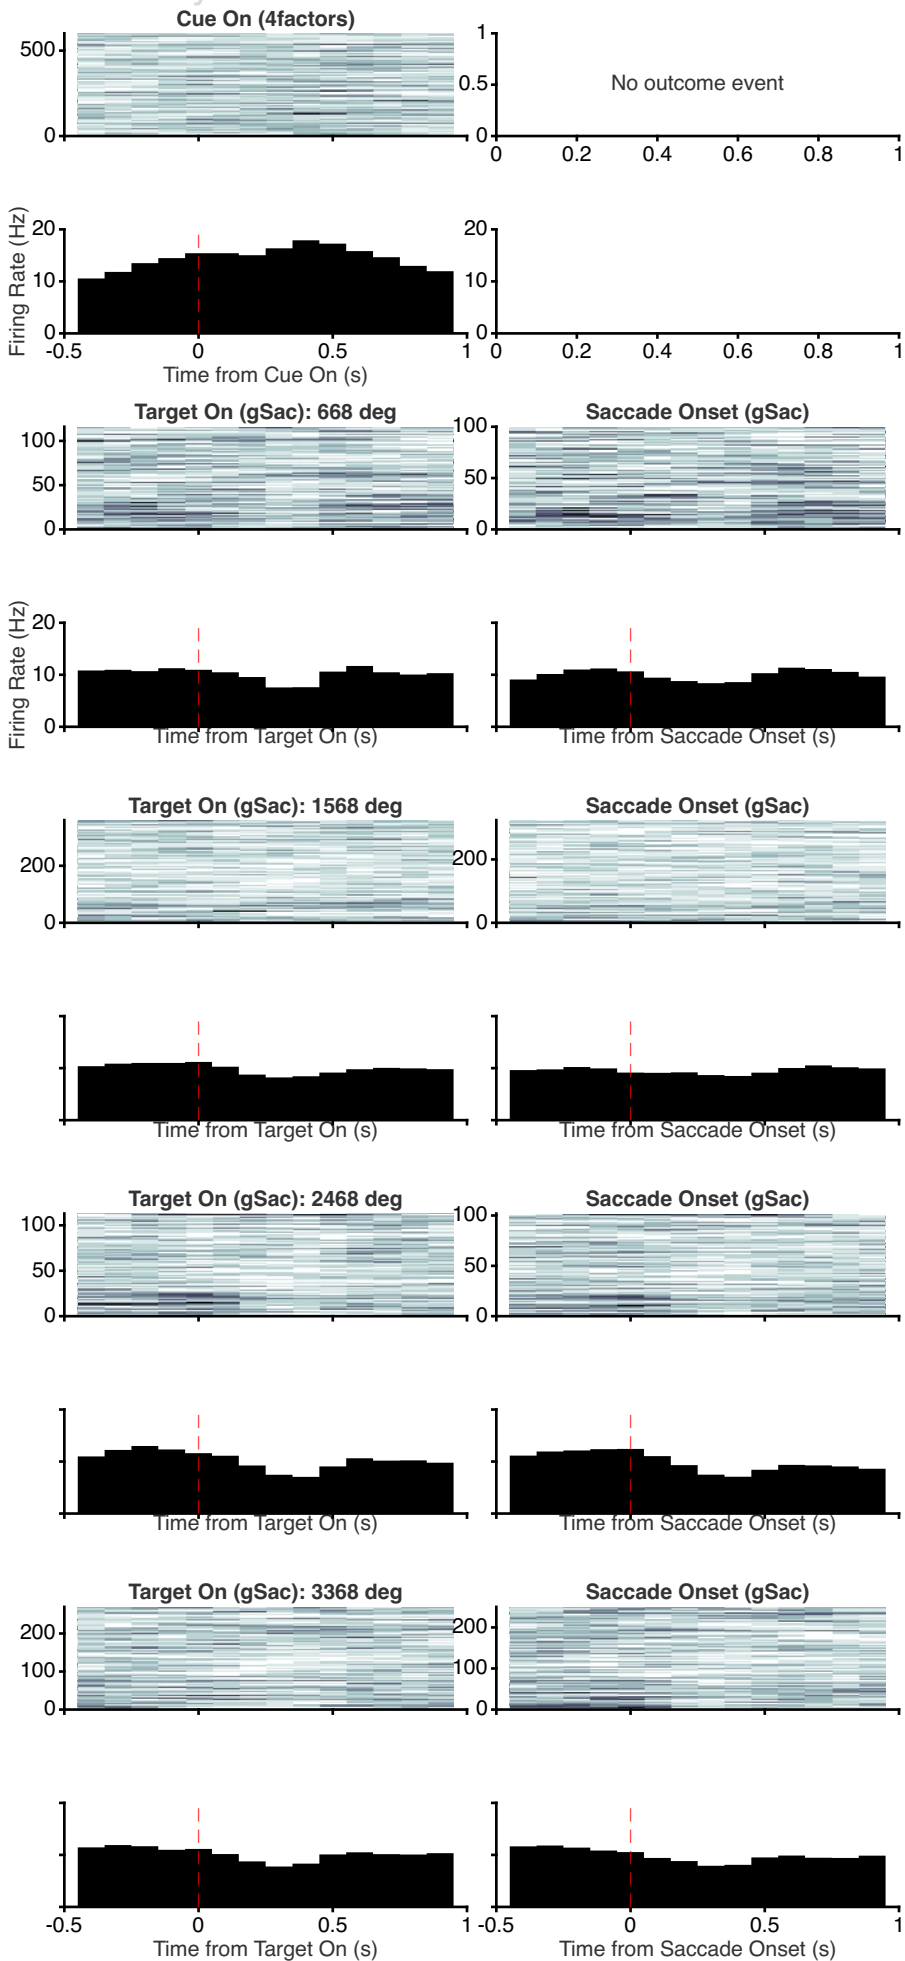 Cue On (4factors)
500
0
1
0.5
0
No outcome event
0 0.2 0.4 0.6 0.8 1
Firing Rate (Hz)
20
10
0
-0.5 0 0.5 1
Time from Cue On (s)
20
10
0
0 0.2 0.4 0.6 0.8 1
Target On (gSac): 668 deg
100
50
0
Saccade Onset (gSac)
100
50
0
Firing Rate (Hz)
20
10
0
Time from Target On (s)
Time from Saccade Onset (s)
Target On (gSac): 1568 deg
200
0
Saccade Onset (gSac)
200
0
Time from Target On (s)
Time from Saccade Onset (s)
Target On (gSac): 2468 deg
100
50
0
Saccade Onset (gSac)
100
50
0
Time from Target On (s)
Time from Saccade Onset (s)
Target On (gSac): 3368 deg
200
100
0
Saccade Onset (gSac)
200
100
0
-0.5 0 0.5 1
Time from Target On (s)
-0.5 0 0.5 1
Time from Saccade Onset (s)